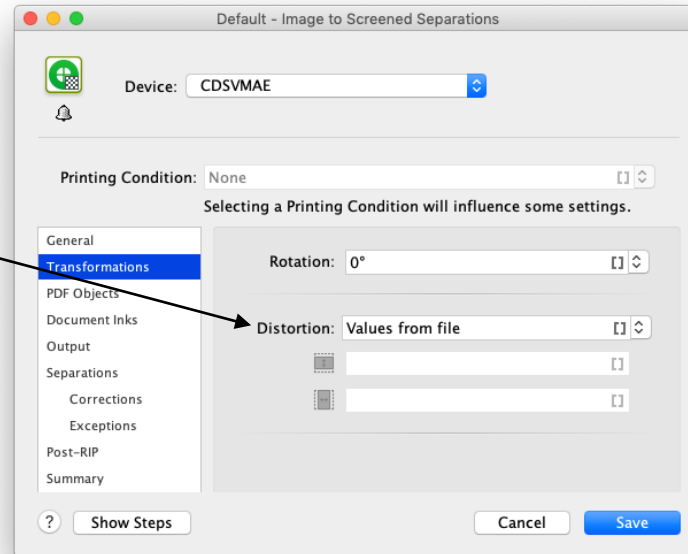 Default - Image to Screened Separations
Device: CDSVMAE
Printing Condition: None []
Selecting a Printing Condition will influence some settings.
General
Transformations
PDF Objects
Document Inks
Output
Separations
Corrections
Exceptions
Post-RIP
Summary
Rotation: 0° []
Distortion: Values from file []
[]
[]
? Show Steps Cancel Save